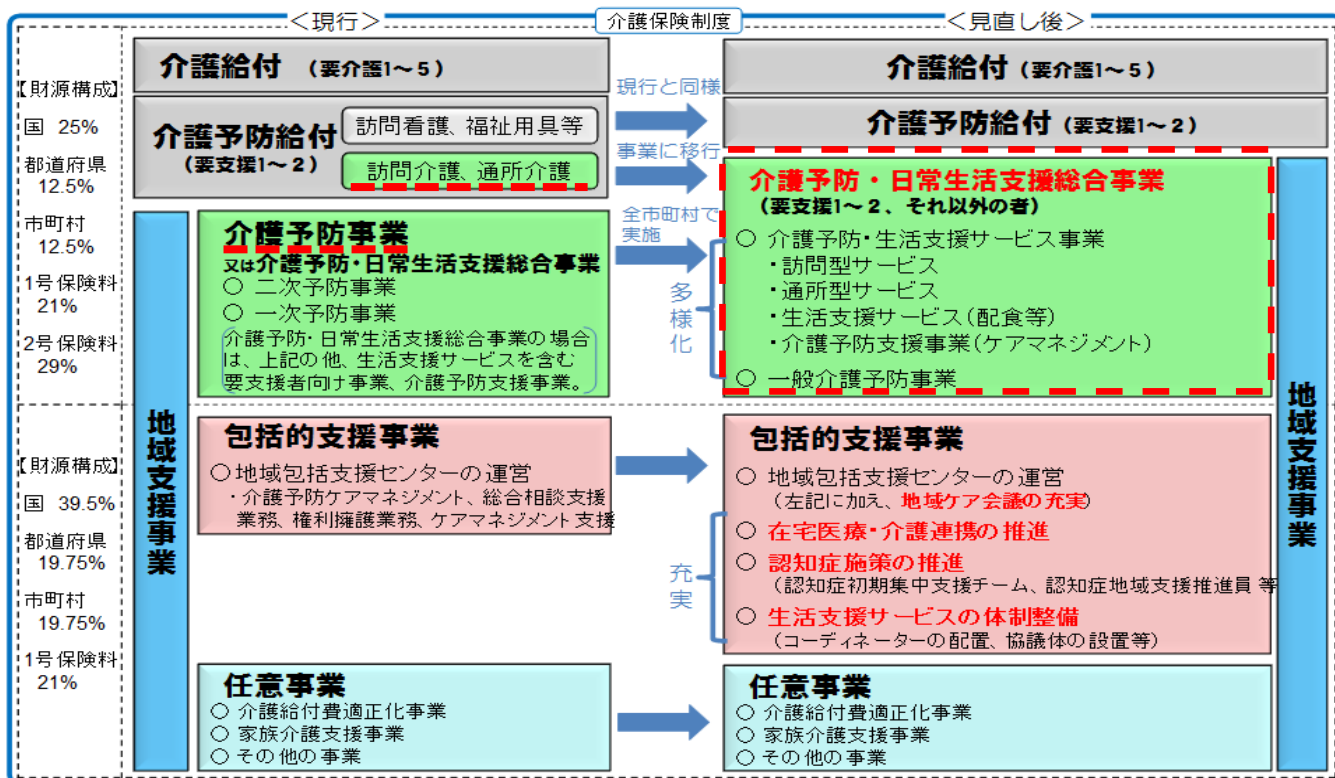 ＜現行＞
介護保険制度
＜見直し後＞
【財源構成】
国 25%
都道府県
12.5%
市町村
12.5%
1号保険料
21%
2号保険料
29%
【財源構成】
国 39.5%
都道府県
19.75%
市町村
19.75%
1号保険料
21%
介護給付 （要介護1～5）
介護予防給付
（要支援1～2）
訪問看護、福祉用具等
訪問介護、通所介護
地域支援事業
介護予防事業
又は介護予防・日常生活支援総合事業
○ 二次予防事業
○ 一次予防事業
介護予防・日常生活支援総合事業の場合
は、上記の他、生活支援サービスを含む
要支援者向け事業、介護予防支援事業。
包括的支援事業
○地域包括支援センターの運営
・介護予防ケアマネジメント、総合相談支援
業務、権利擁護業務、ケアマネジメント支援
任意事業
○ 介護給付費適正化事業
○ 家族介護支援事業
○ その他の事業
現行と同様
事業に移行
全市町村で
実施
多様化
充実
介護給付（要介護1～5）
介護予防給付（要支援1～2）
介護予防・日常生活支援総合事業
（要支援1～2、それ以外の者）
○ 介護予防・生活支援サービス事業
・訪問型サービス
・通所型サービス
・生活支援サービス（配食等）
・介護予防支援事業（ケアマネジメント）
○ 一般介護予防事業
包括的支援事業
○ 地域包括支援センターの運営
（左記に加え、地域ケア会議の充実）
○ 在宅医療・介護連携の推進
○ 認知症施策の推進
（認知症初期集中支援チーム、認知症地域支援推進員 等
○ 生活支援サービスの体制整備
（コーディネーターの配置、協議体の設置等）
任意事業
○ 介護給付費適正化事業
○ 家族介護支援事業
○ その他の事業
地域支援事業